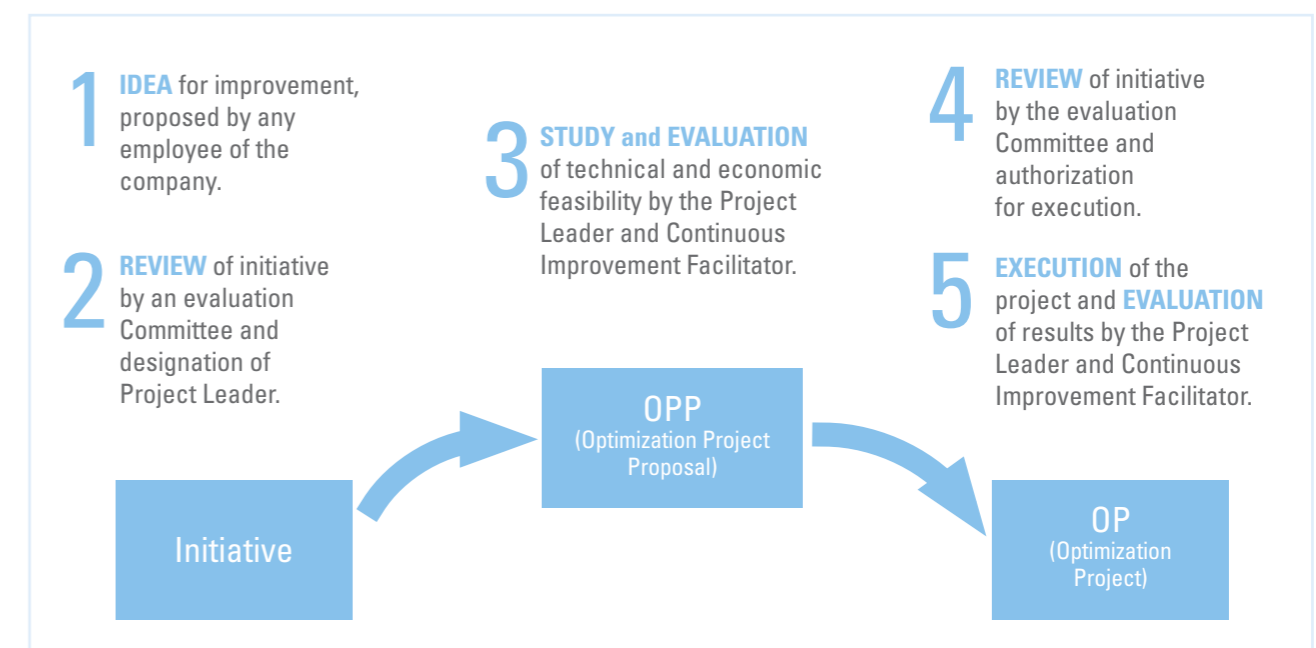 1
IDEA for improvement,
proposed by any
employee of the
company.
2
REVIEW of initiative
by an evaluation
Committee and
designation of
Project Leader.
3
STUDY and EVALUATION
of technical and economic
feasibility by the Project
Leader and Continuous
Improvement Facilitator.
4
REVIEW of initiative
by the evaluation
Committee and
authorization
for execution.
5
EXECUTION of the
project and EVALUATION
of results by the Project
Leader and Continuous
Improvement Facilitator.
Initiative
OPP
(Optimization Project
Proposal)
OP
(Optimization
Project)